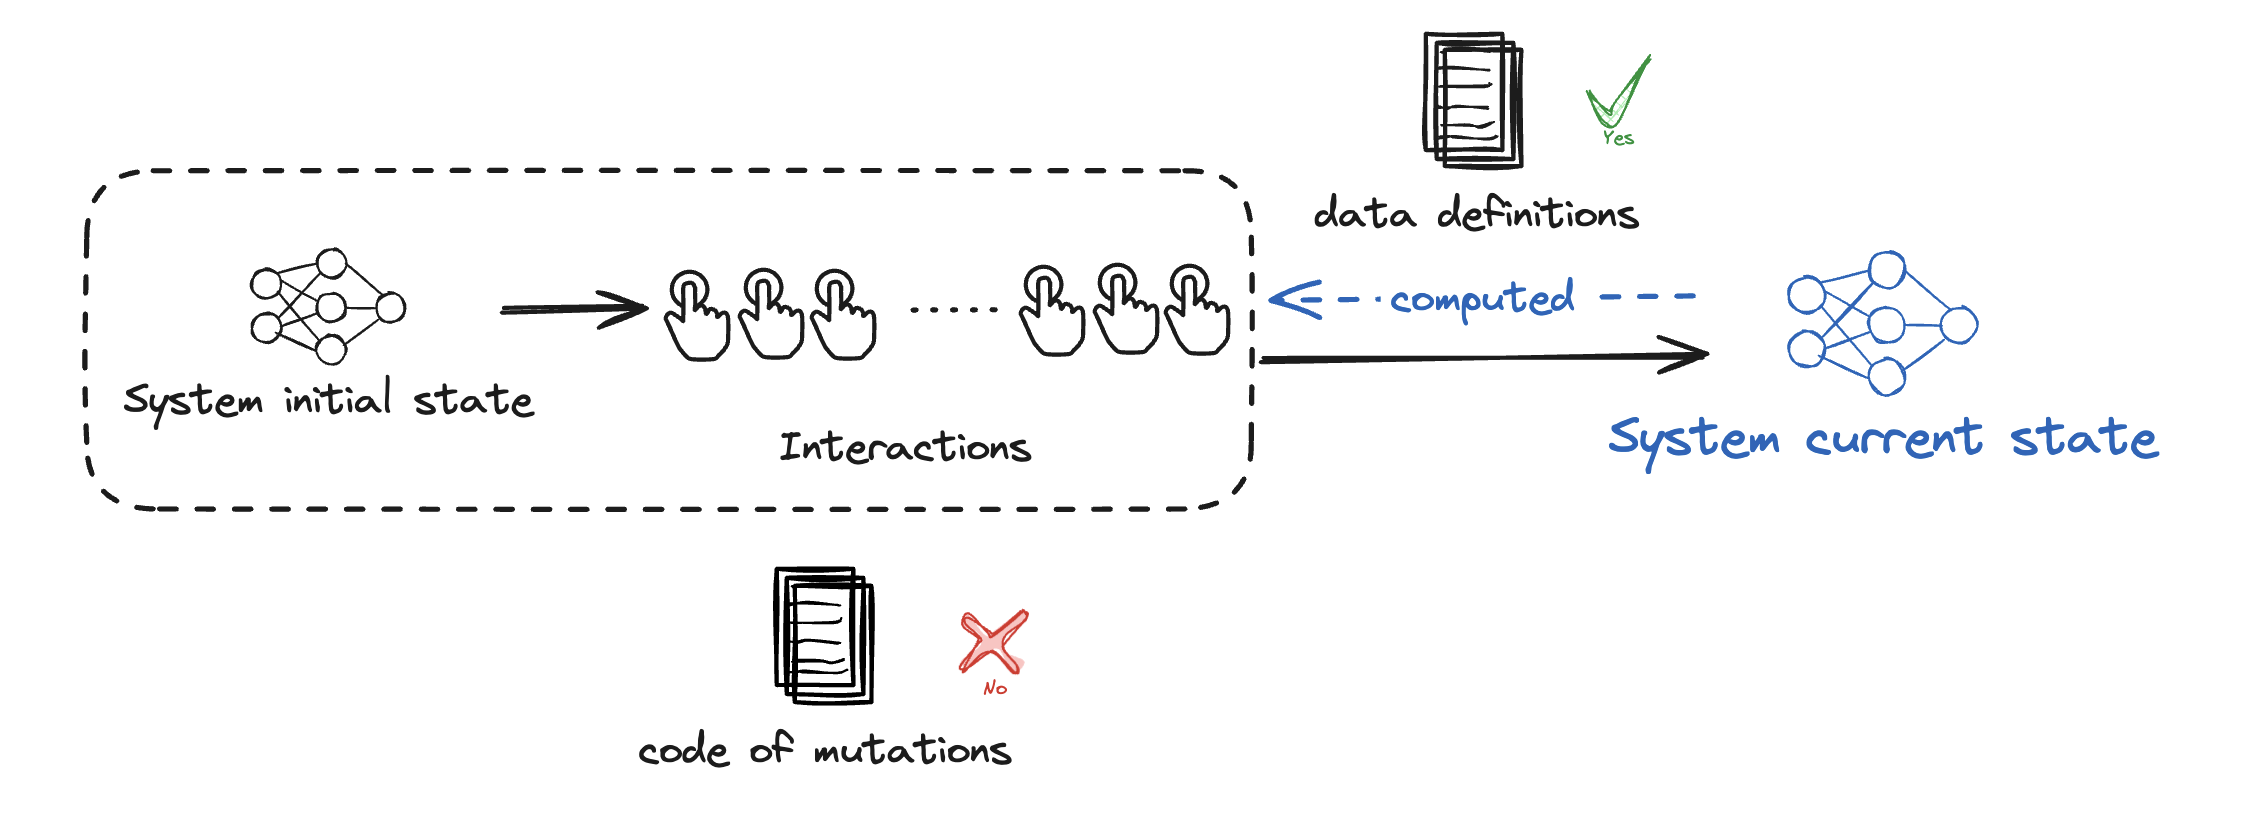 Yes
data definitions
computed
System initial state
Interactions
System current state
No
code of mutations